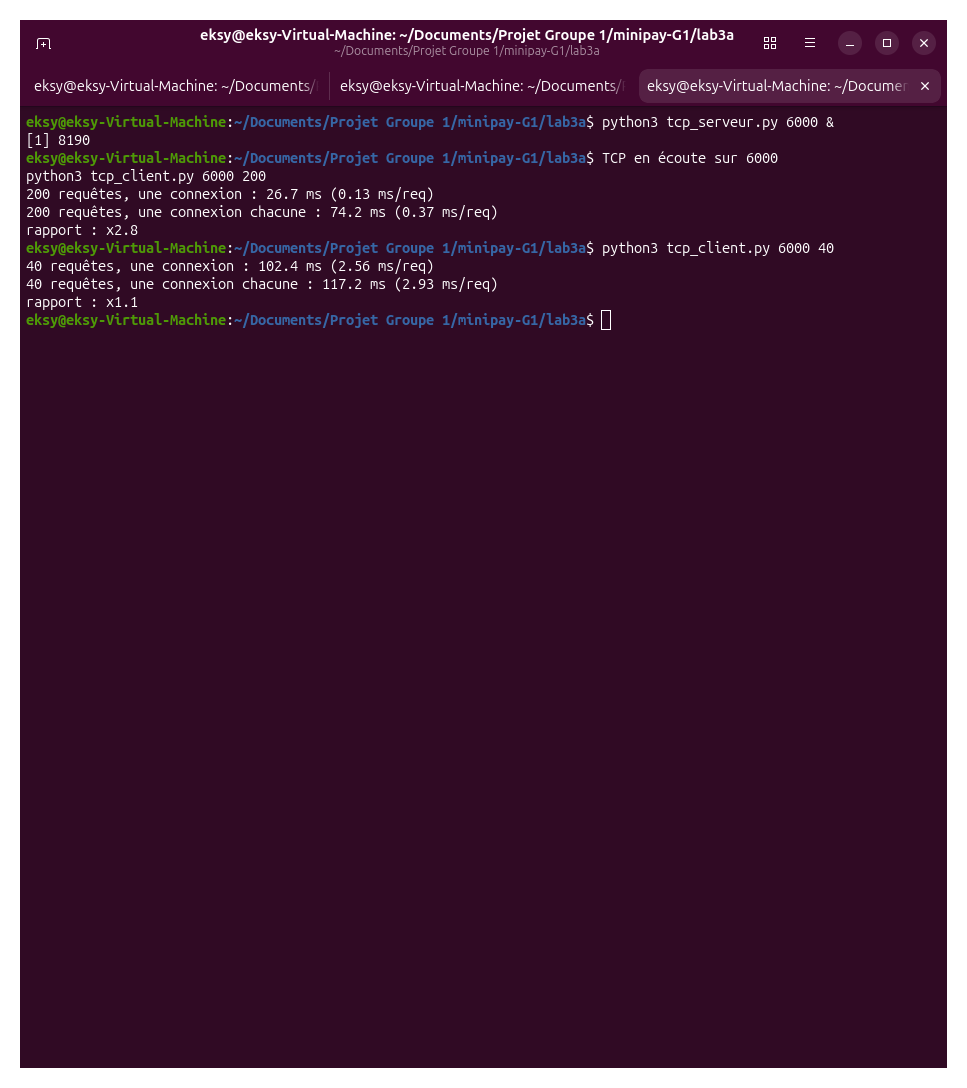 eksy@eksy-Virtual-Machine: ~/Documents/Projet Groupe 1/minipay-G1/lab3a
~/Documents/Projet Groupe 1/minipay-G1/lab3a
eksy@eksy-Virtual-Machine: ~/Documents/
eksy@eksy-Virtual-Machine: ~/Documents/
eksy@eksy-Virtual-Machine: ~/Documen
eksy@eksy-Virtual-Machine:~/Documents/Projet Groupe 1/minipay-G1/lab3a$ python3 tcp_serveur.py 6000 &
[1] 8190
eksy@eksy-Virtual-Machine:~/Documents/Projet Groupe 1/minipay-G1/lab3a$ TCP en écoute sur 6000
python3 tcp_client.py 6000 200
200 requêtes, une connexion : 26.7 ms (0.13 ms/req)
200 requêtes, une connexion chacune : 74.2 ms (0.37 ms/req)
rapport : x2.8
eksy@eksy-Virtual-Machine:~/Documents/Projet Groupe 1/minipay-G1/lab3a$ python3 tcp_client.py 6000 40
40 requêtes, une connexion : 102.4 ms (2.56 ms/req)
40 requêtes, une connexion chacune : 117.2 ms (2.93 ms/req)
rapport : x1.1
eksy@eksy-Virtual-Machine:~/Documents/Projet Groupe 1/minipay-G1/lab3a$